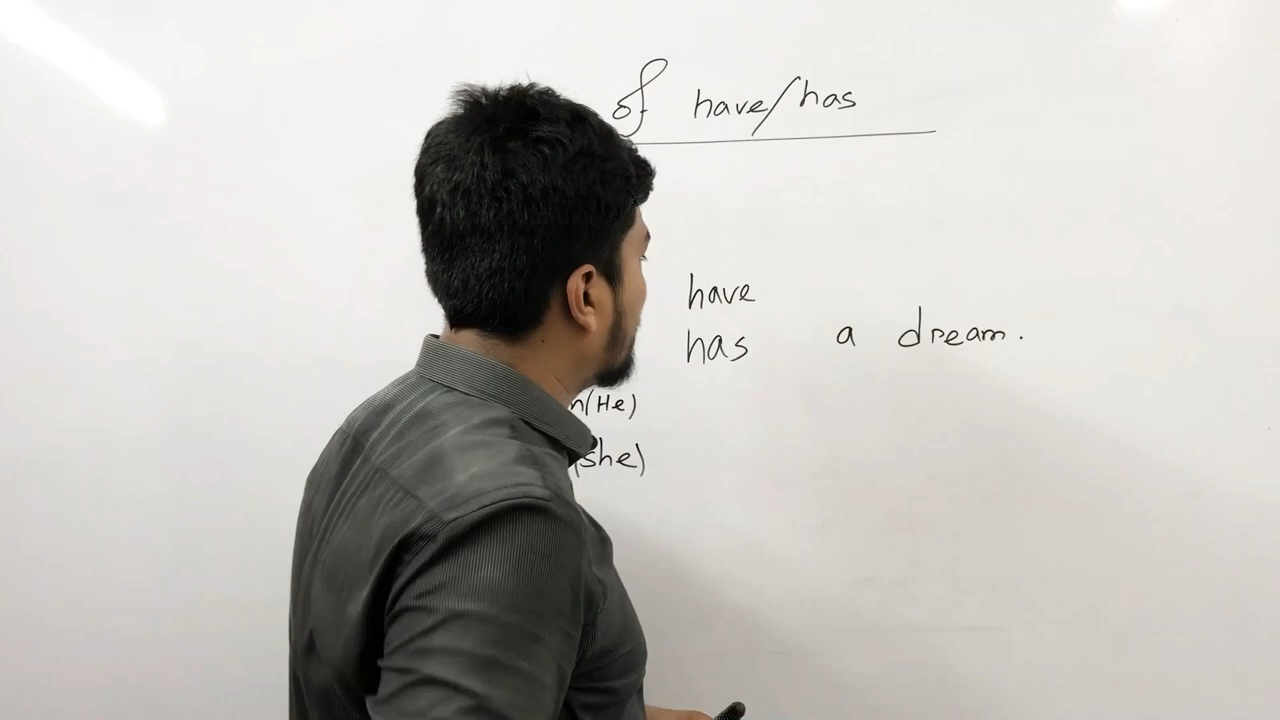 of have/has
have
has a dream.
(He)
(she)